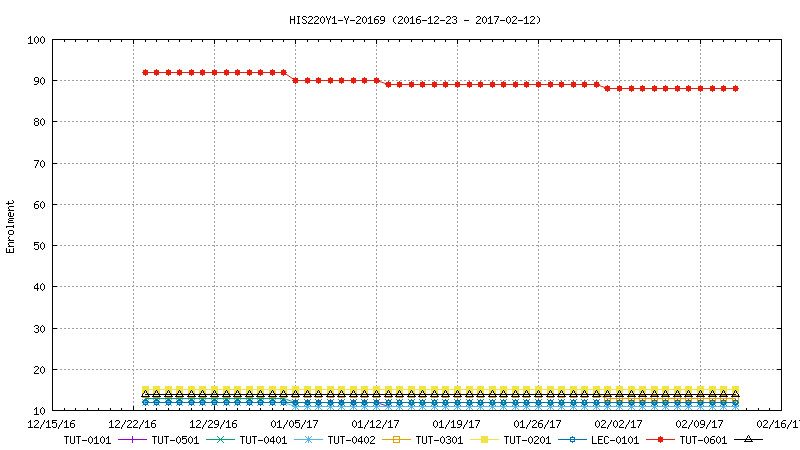 HIS220Y1-Y-20169 (2016-12-23 - 2017-02-12)
100
90
80
70
60
50
40
30
20
10
Enrolment
12/15/16 12/22/16 12/29/16 01/05/17 01/12/17 01/19/17 01/26/17 02/02/17 02/09/17 02/16/17
TUT-0101 TUT-0501 TUT-0401 TUT-0402 TUT-0301 TUT-0201 LEC-0101 TUT-0601